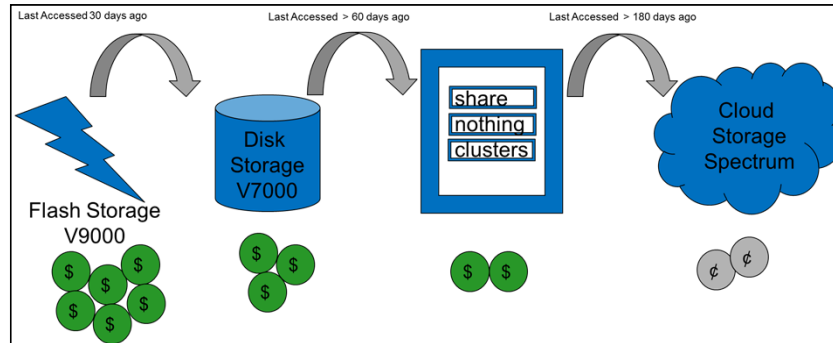 Last Accessed 30 days ago
Last Accessed > 60 days ago
Last Accessed > 180 days ago
Flash Storage
V9000
Disk
Storage
V7000
share
nothing
clusters
Cloud
Storage
Spectrum
$ $ $ $ $ $
$ $ $
$ $
¢ ¢